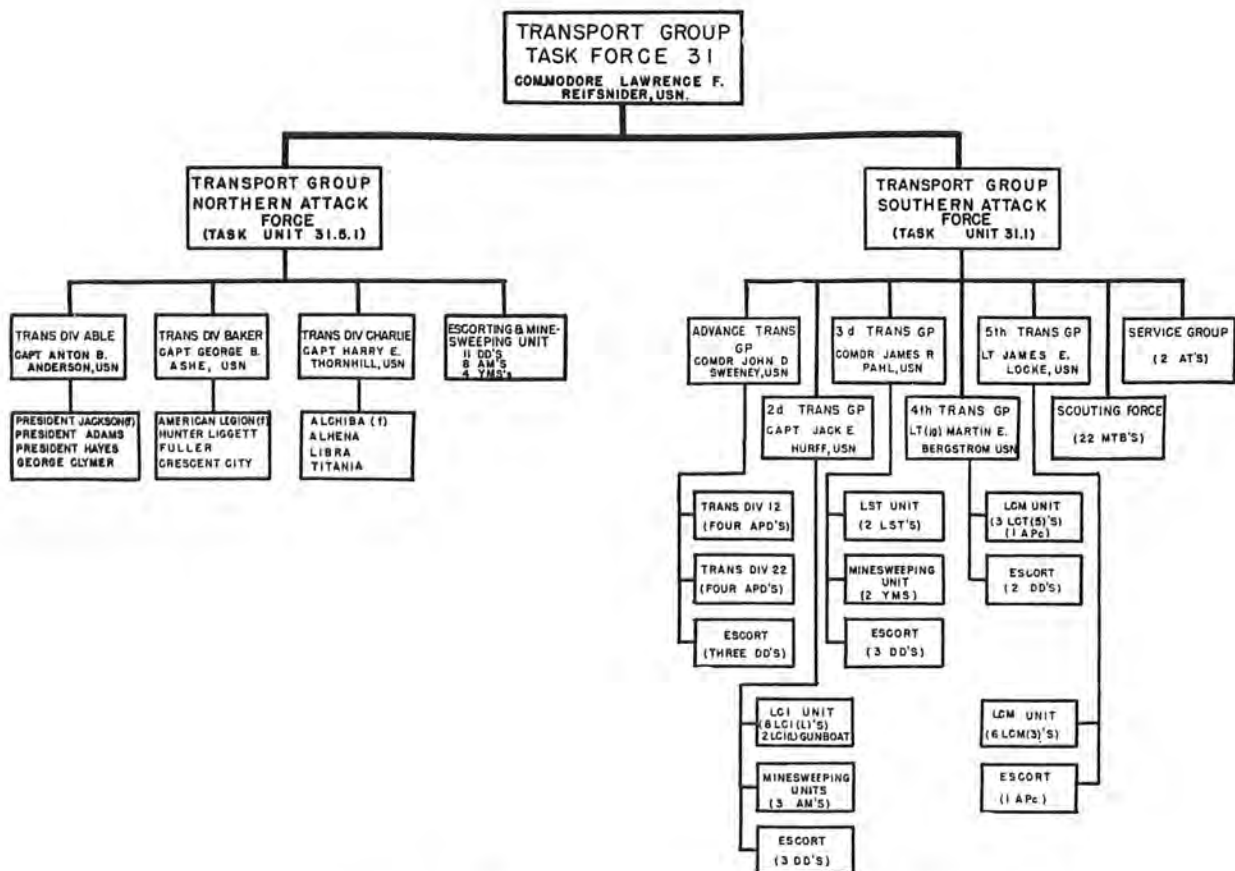 TRANSPORT GROUP
TASK FORCE 31
COMMODORE LAWRENCE F.
REIFSNIDER, USN.
TRANSPORT GROUP
NORTHERN ATTACK
FORCE
(TASK UNIT 31.5.1)
TRANSPORT GROUP
SOUTHERN ATTACK
FORCE
(TASK UNIT 31.1)
TRANS DIV ABLE
CAPT ANTON B.
ANDERSON, USN
TRANS DIV BAKER
CAPT GEORGE B.
ASHE, USN
TRANS DIV CHARLIE
CAPT HARRY E.
THORNHILL, USN
ESCORTING & MINE-
SWEEPING UNIT
11 DD'S
8 AM'S
4 YMS's
PRESIDENT JACKSON(f)
PRESIDENT ADAMS
PRESIDENT HAYES
GEORGE CLYMER
AMERICAN LEGION(f)
HUNTER LIGGETT
FULLER
CRESCENT CITY
ALCHIBA (f)
ALHENA
LIBRA
TITANIA
ADVANCE TRANS
GP
COMDR JOHN D
SWEENEY, USN
3 d TRANS GP
COMDR JAMES R
PAHL, USN
5th TRANS GP
LT JAMES E.
LOCKE, USN
SERVICE GROUP
(2 AT'S)
2d TRANS GP
CAPT JACK E
HURFF, USN
4th TRANS GP
LT(jg) MARTIN E.
BERGSTROM USN
SCOUTING FORCE
(22 MTB'S)
TRANS DIV 12
(FOUR APD'S)
TRANS DIV 22
(FOUR APD'S)
ESCORT
(THREE DD'S)
LST UNIT
(2 LST'S)
MINESWEEPING
UNIT
(2 YMS)
ESCORT
(3 DD'S)
LCM UNIT
(3 LCT(5)'S)
(1 APc)
ESCORT
(2 DD'S)
LCI UNIT
(8 LCI(L)'S)
2 LCI(L) GUNBOAT
MINESWEEPING
UNITS
(3 AM'S)
ESCORT
(3 DD'S)
LCM UNIT
(6 LCM(3)'S)
ESCORT
(1 APc)